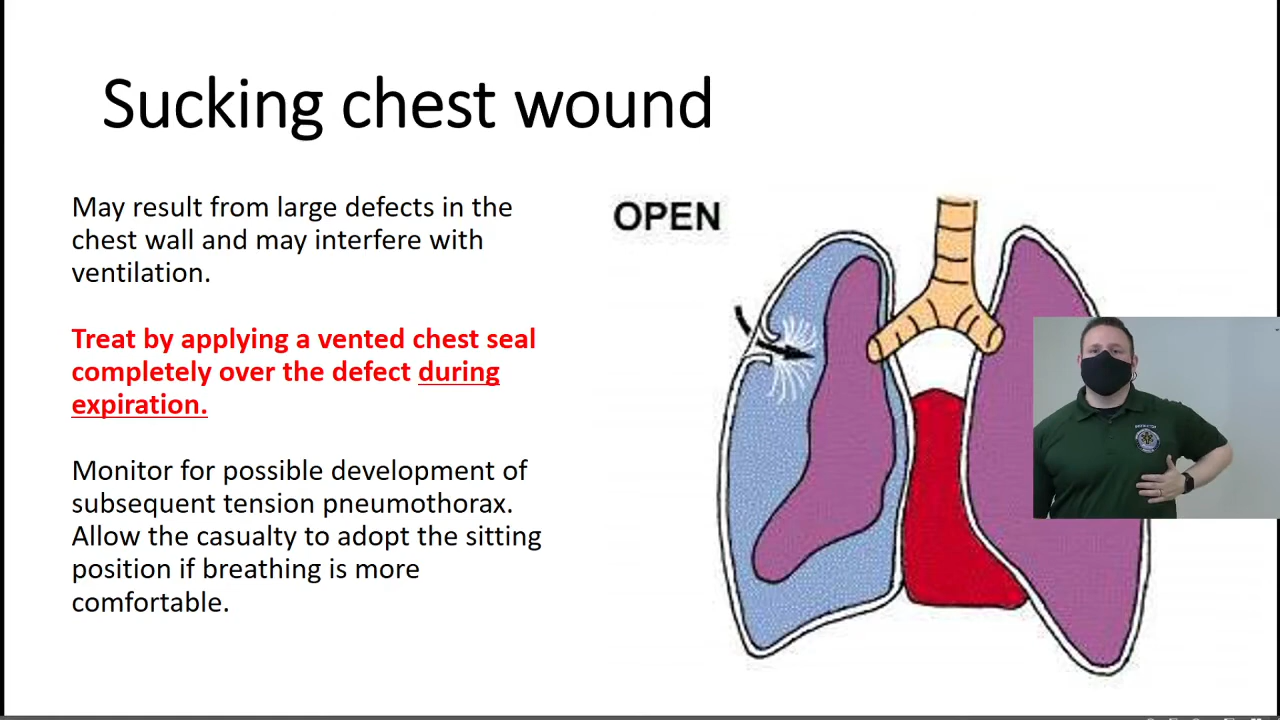 Sucking chest wound
May result from large defects in the
chest wall and may interfere with
ventilation.
Treat by applying a vented chest seal
completely over the defect during
expiration.
Monitor for possible development of
subsequent tension pneumothorax.
Allow the casualty to adopt the sitting
position if breathing is more
comfortable.
OPEN